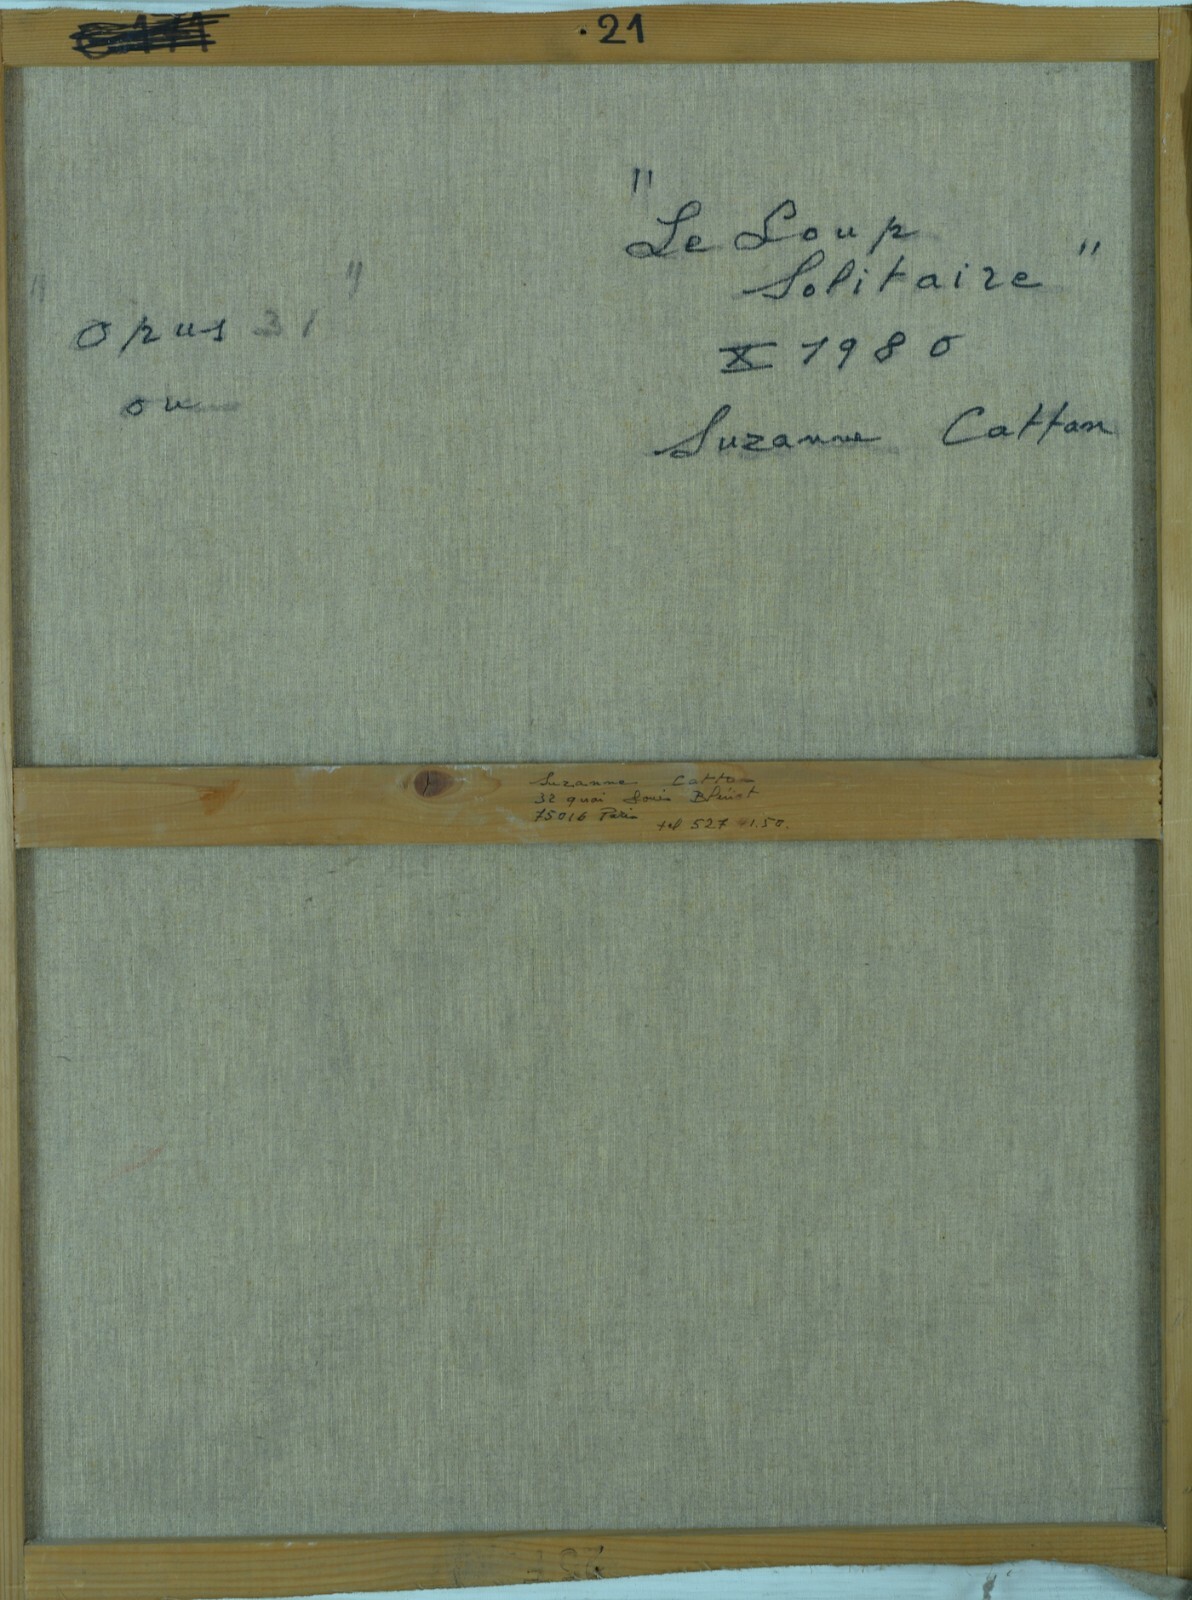 .21
"Le Loup
Solitaire"
X 1980
Suzanne Cattan
"opus 31"
ou
Suzanne Cattan
32 quai Louis Blériot
75016 Paris
tel 527 41.50.